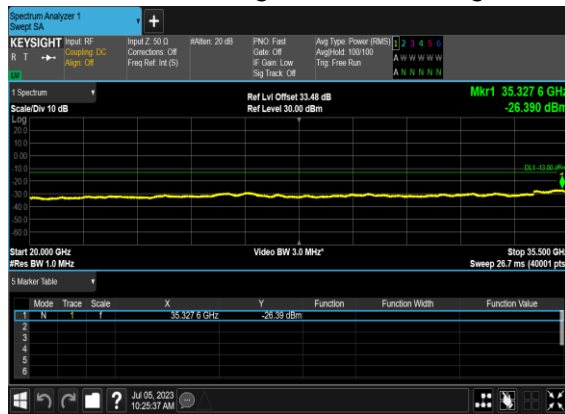 Spectrum Analyzer 1
Swept SA
+
KEYSIGHT Input: RF Input Z: 50 Ω #Atten: 20 dB PNO: Fast Avg Type: Power (RMS) 1 2 3 4 5 6
R T Coupling: DC Corrections: Off Gate: Off Avg|Hold: 100/100 A W W W W W
Align: Off Freq Ref: Int (S) IF Gain: Low Trig: Free Run
LW Sig Track: Off A N N N N N
1 Spectrum Ref Lvl Offset 33.48 dB Mkr1 35.327 6 GHz
Scale/Div 10 dB Ref Level 30.00 dBm -26.390 dBm
Log
20.0
10.0
0.00
-10.0 DL1 -13.00 dBm
-20.0 1
-30.0
-40.0
-50.0
-60.0
Start 20.000 GHz Video BW 3.0 MHz* Stop 35.500 GHz
#Res BW 1.0 MHz Sweep 26.7 ms (40001 pts)
5 Marker Table
Mode Trace Scale X Y Function Function Width Function Value
1 N 1 f 35.327 6 GHz -26.39 dBm
2
3
4
5
6
? Jul 05, 2023
10:25:37 AM